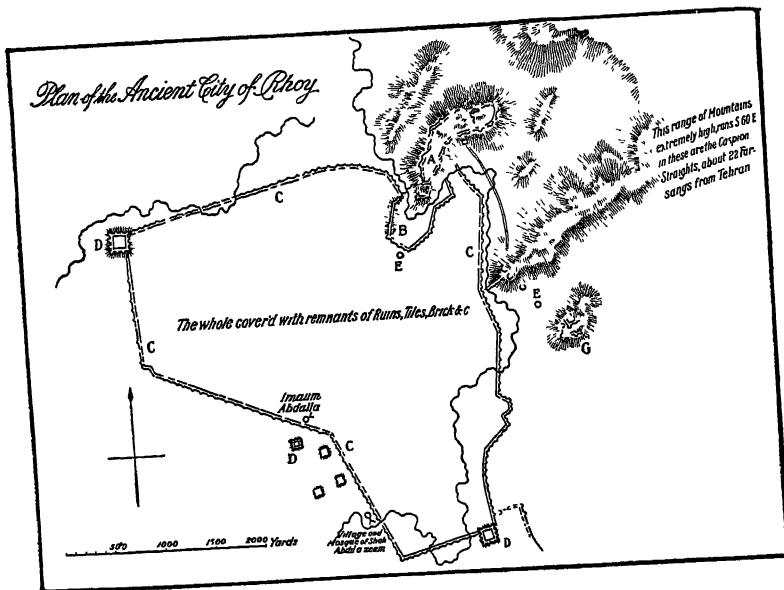 Plan of the Ancient City of Rhey
This range of Mountains
extremely high, runs S 60 E
in these are the Caspian
Straights, about 22 Far-
sangs from Tehran
A
C
D
B
E
C
E
The whole cover'd with remnants of Ruins, Tiles, Brick & c
G
C
Imaum
Abdalla
D
C
Village and
Mosque of Shah
Abdul azeem
D
500 1000 1500 2000 Yards